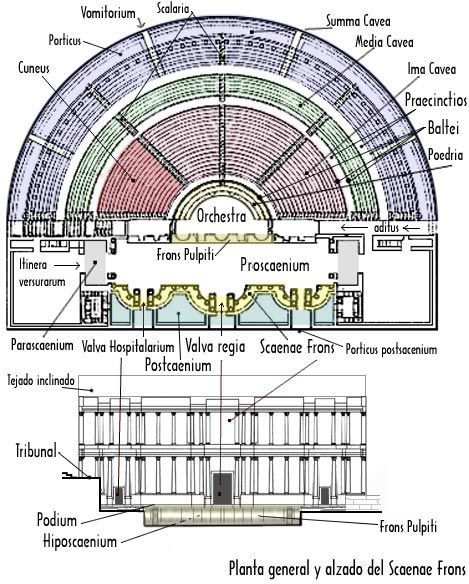 Vomitorium
Scalaria
Summa Cavea
Porticus
Media Cavea
Cuneus
Ima Cavea
Praecinctios
Baltei
Poedria
Orchestra
aditus
Frons Pulpiti
Itinera
versurarum
Proscaenium
Parascaenium
Valva Hospitalarium
Valva regia
Scaenae Frons
Porticus postsacenium
Postcaenium
Tejado inclinado
Tribunal
Podium
Hiposcaenium
Frons Pulpiti
Planta general y alzado del Scaenae Frons